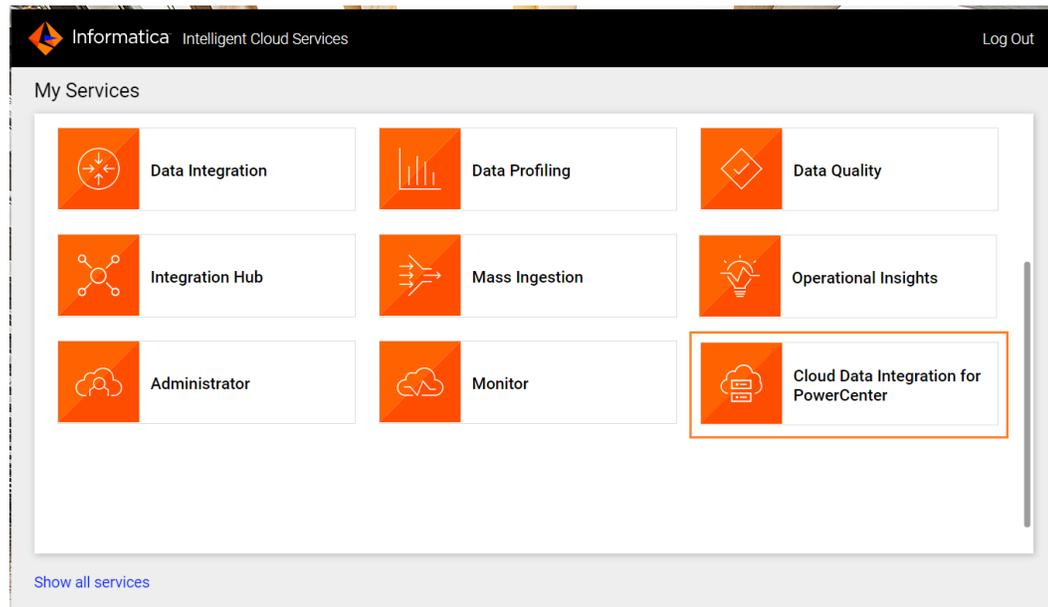 Informatica Intelligent Cloud Services
Log Out
My Services
Data Integration
Data Profiling
Data Quality
Integration Hub
Mass Ingestion
Operational Insights
Administrator
Monitor
Cloud Data Integration for
PowerCenter
Show all services